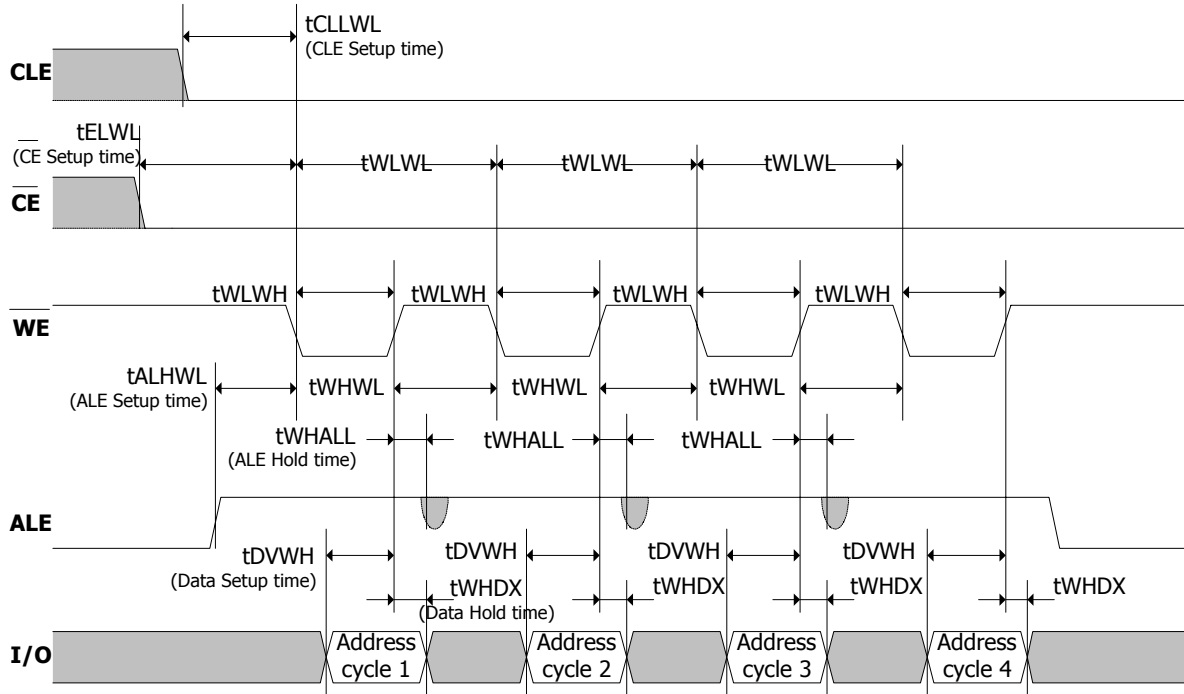 tCLLWL
(CLE Setup time)
CLE
tELWL
(CE Setup time)
tWLWL tWLWL tWLWL
CE
tWLWH tWLWH tWLWH tWLWH
WE
tALHWL
(ALE Setup time)
tWHWL tWHWL tWHWL
tWHALL tWHALL tWHALL
(ALE Hold time)
ALE
tDVWH tDVWH tDVWH tDVWH
(Data Setup time)
tWHDX tWHDX tWHDX tWHDX
(Data Hold time)
I/O
Address
cycle 1
Address
cycle 2
Address
cycle 3
Address
cycle 4